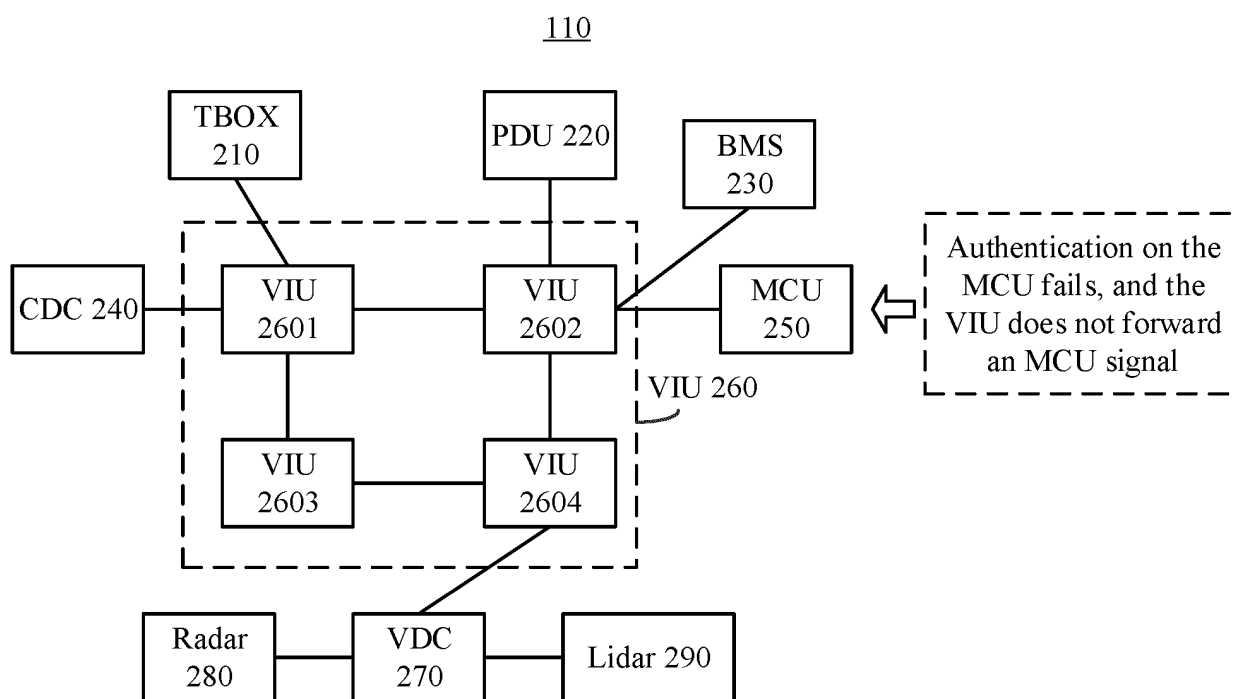 110
TBOX
210
PDU 220
BMS
230
CDC 240
VIU
2601
VIU
2602
MCU
250
Authentication on the
MCU fails, and the
VIU does not forward
an MCU signal
VIU 260
VIU
2603
VIU
2604
Radar
280
VDC
270
Lidar 290